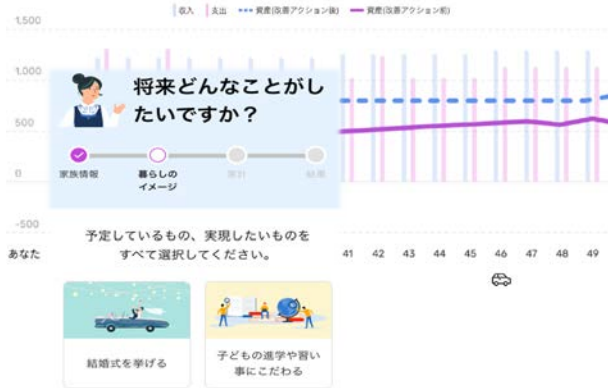 収入 支出 資産(改善アクション後) 資産(改善アクション前)
1,500
1,000
500
0
-500
将来どんなことがし
たいですか？
家族情報 暮らしの 家計 結果
イメージ
予定しているもの、実現したいものを
すべて選択してください。
あなた 41 42 43 44 45 46 47 48 49
結婚式を挙げる
子どもの進学や習い
事にこだわる